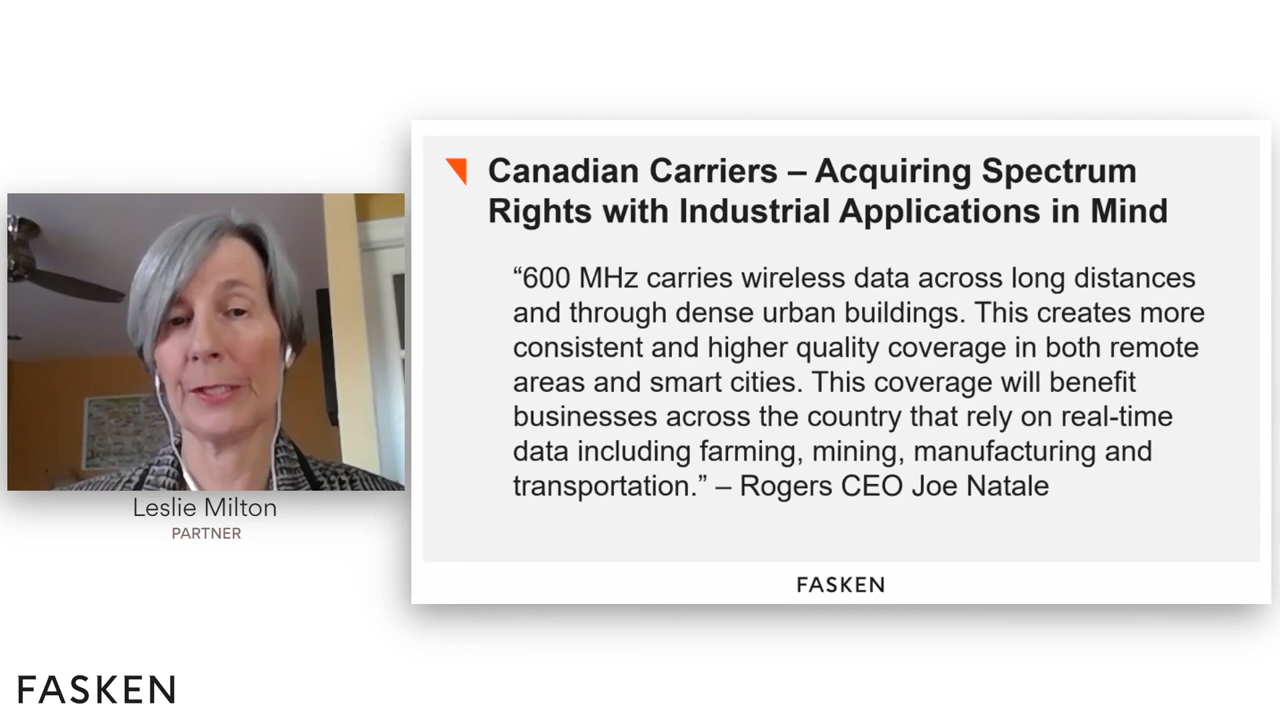 Canadian Carriers – Acquiring Spectrum
Rights with Industrial Applications in Mind
“600 MHz carries wireless data across long distances
and through dense urban buildings. This creates more
consistent and higher quality coverage in both remote
areas and smart cities. This coverage will benefit
businesses across the country that rely on real-time
data including farming, mining, manufacturing and
transportation.” – Rogers CEO Joe Natale
FASKEN
Leslie Milton
PARTNER
FASKEN